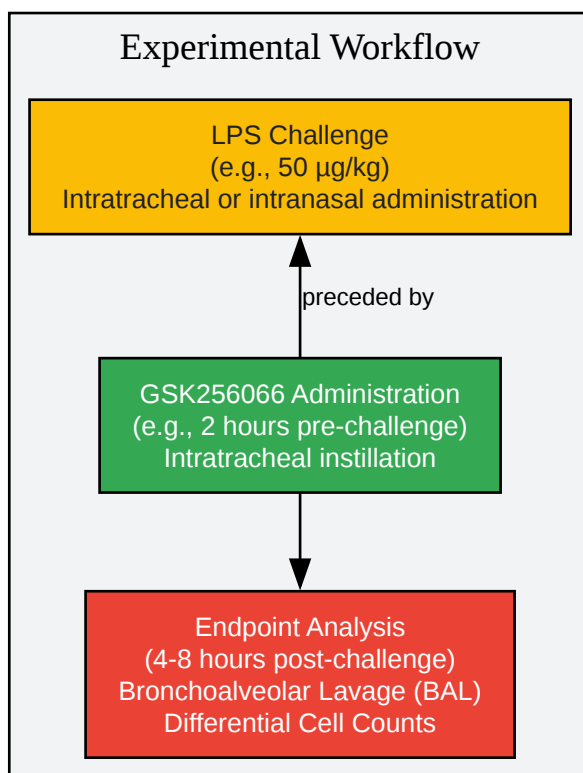 Experimental Workflow
LPS Challenge
(e.g., 50 µg/kg)
Intratracheal or intranasal administration
preceded by
GSK256066 Administration
(e.g., 2 hours pre-challenge)
Intratracheal instillation
Endpoint Analysis
(4-8 hours post-challenge)
Bronchoalveolar Lavage (BAL)
Differential Cell Counts